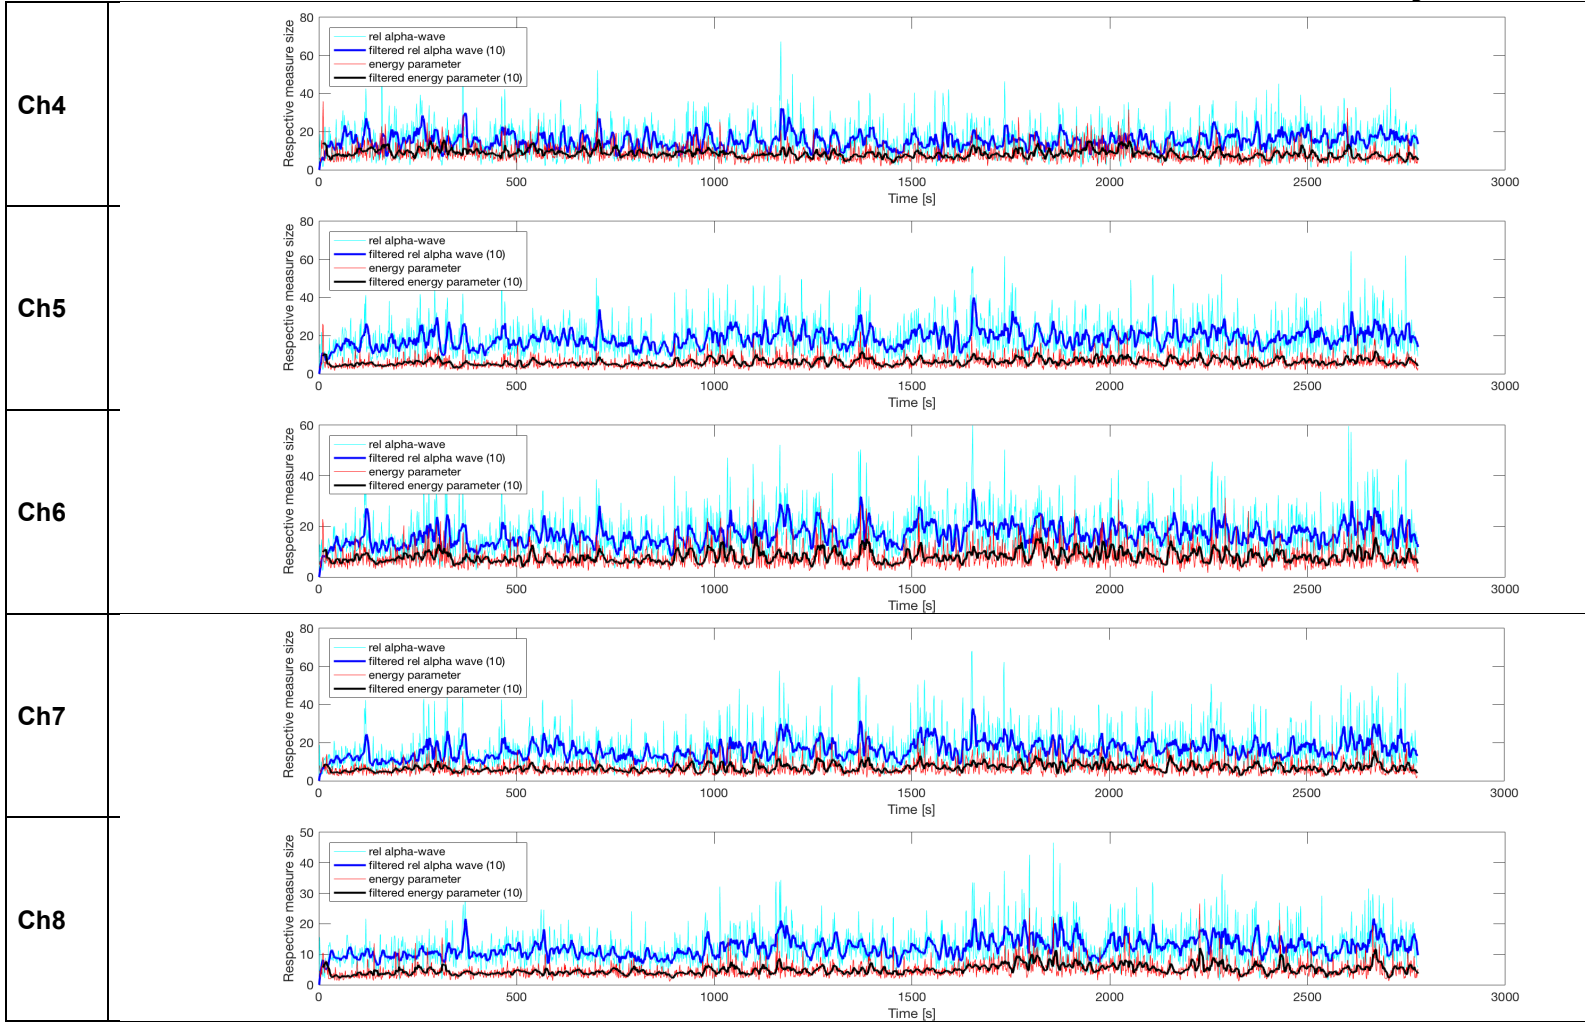 Ch4
80
60
40
20
0
Respective measure size
rel alpha-wave
filtered rel alpha wave (10)
energy parameter
filtered energy parameter (10)
0 500 1000 1500 2000 2500 3000
Time [s]
Ch5
80
60
40
20
0
Respective measure size
rel alpha-wave
filtered rel alpha wave (10)
energy parameter
filtered energy parameter (10)
0 500 1000 1500 2000 2500 3000
Time [s]
Ch6
60
40
20
0
Respective measure size
rel alpha-wave
filtered rel alpha wave (10)
energy parameter
filtered energy parameter (10)
0 500 1000 1500 2000 2500 3000
Time [s]
Ch7
80
60
40
20
0
Respective measure size
rel alpha-wave
filtered rel alpha wave (10)
energy parameter
filtered energy parameter (10)
0 500 1000 1500 2000 2500 3000
Time [s]
Ch8
50
40
30
20
10
0
Respective measure size
rel alpha-wave
filtered rel alpha wave (10)
energy parameter
filtered energy parameter (10)
0 500 1000 1500 2000 2500 3000
Time [s]